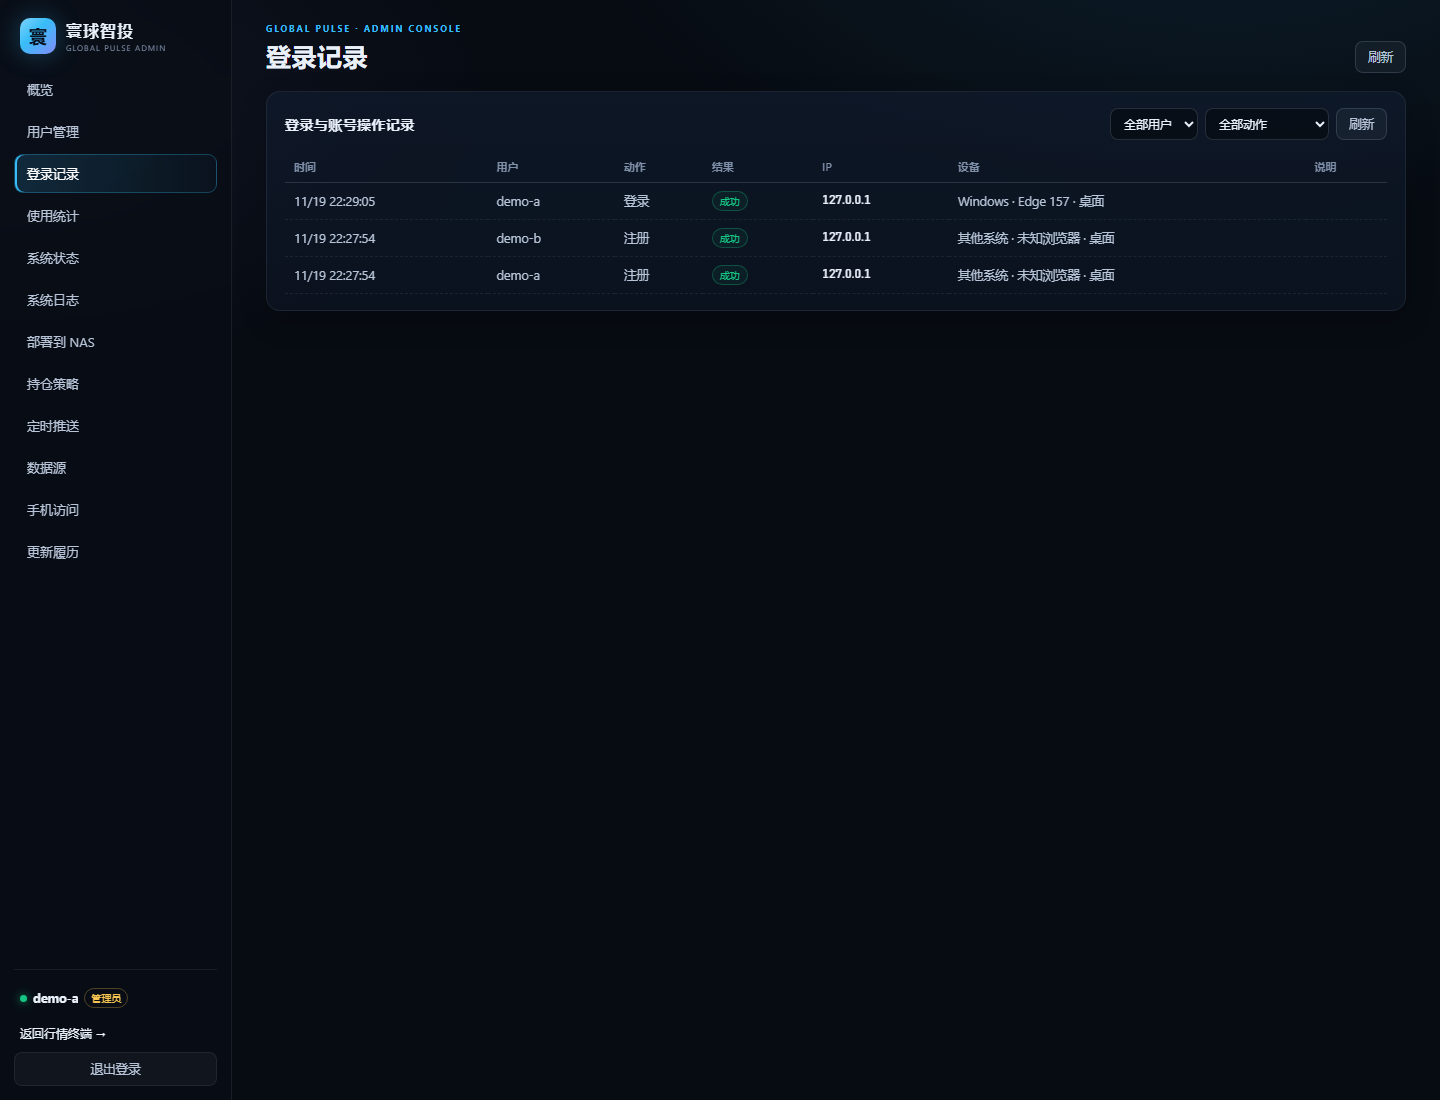 寰
寰球智投
GLOBAL PULSE ADMIN
概览
用户管理
登录记录
使用统计
系统状态
系统日志
部署到 NAS
持仓策略
定时推送
数据源
手机访问
更新履历
demo-a 管理员
返回行情终端 →
退出登录
GLOBAL PULSE · ADMIN CONSOLE
登录记录
刷新
登录与账号操作记录
全部用户 全部动作 刷新
时间 用户 动作 结果 IP 设备 说明
11/19 22:29:05 demo-a 登录 成功 127.0.0.1 Windows · Edge 157 · 桌面
11/19 22:27:54 demo-b 注册 成功 127.0.0.1 其他系统 · 未知浏览器 · 桌面
11/19 22:27:54 demo-a 注册 成功 127.0.0.1 其他系统 · 未知浏览器 · 桌面